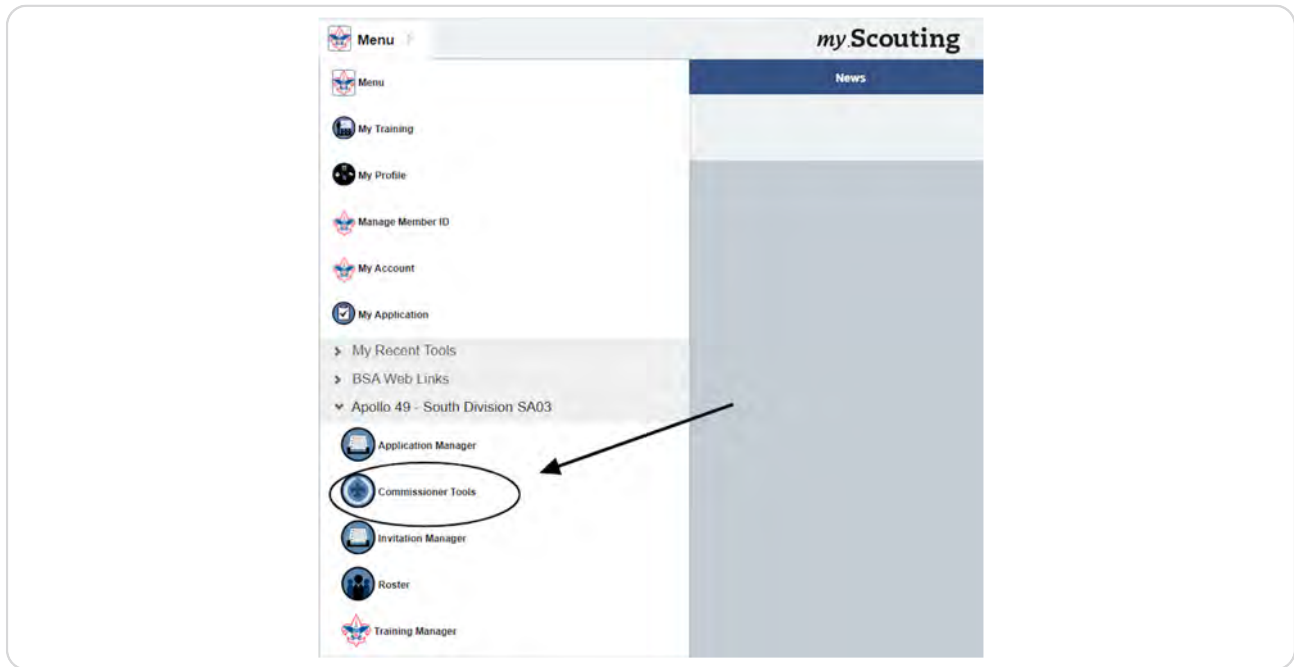 Menu
my.Scouting
Menu
News
My Training
My Profile
Manage Member ID
My Account
My Application
My Recent Tools
BSA Web Links
Apollo 49 - South Division SA03
Application Manager
Commissioner Tools
Invitation Manager
Roster
Training Manager